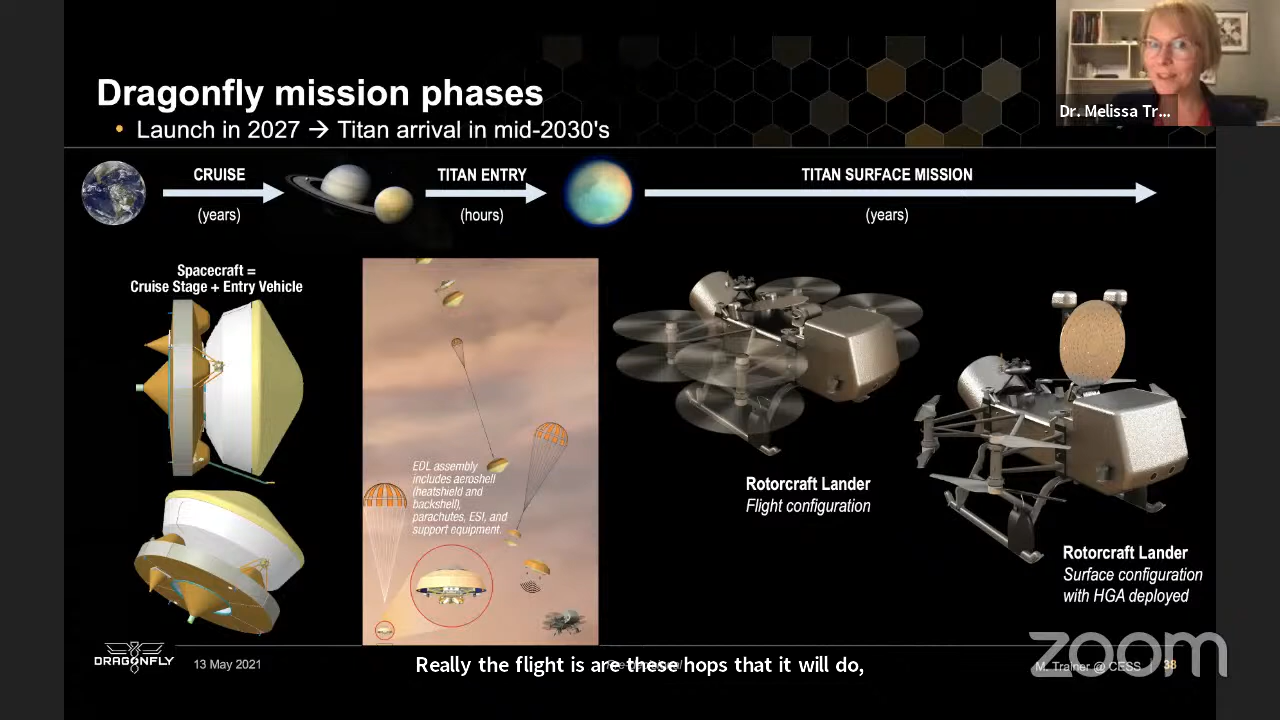 Dragonfly mission phases
• Launch in 2027 → Titan arrival in mid-2030's
Dr. Melissa Tr...
CRUISE
(years)
TITAN ENTRY
(hours)
TITAN SURFACE MISSION
(years)
Spacecraft =
Cruise Stage + Entry Vehicle
EDL assembly
includes aeroshell
(heatshield and
backshell),
parachutes, ESI, and
support equipment.
Rotorcraft Lander
Flight configuration
Rotorcraft Lander
Surface configuration
with HGA deployed
DRAGONFLY
13 May 2021
Really the flight is are these hops that it will do,
M. Trainer @ CESS | 38
zoom